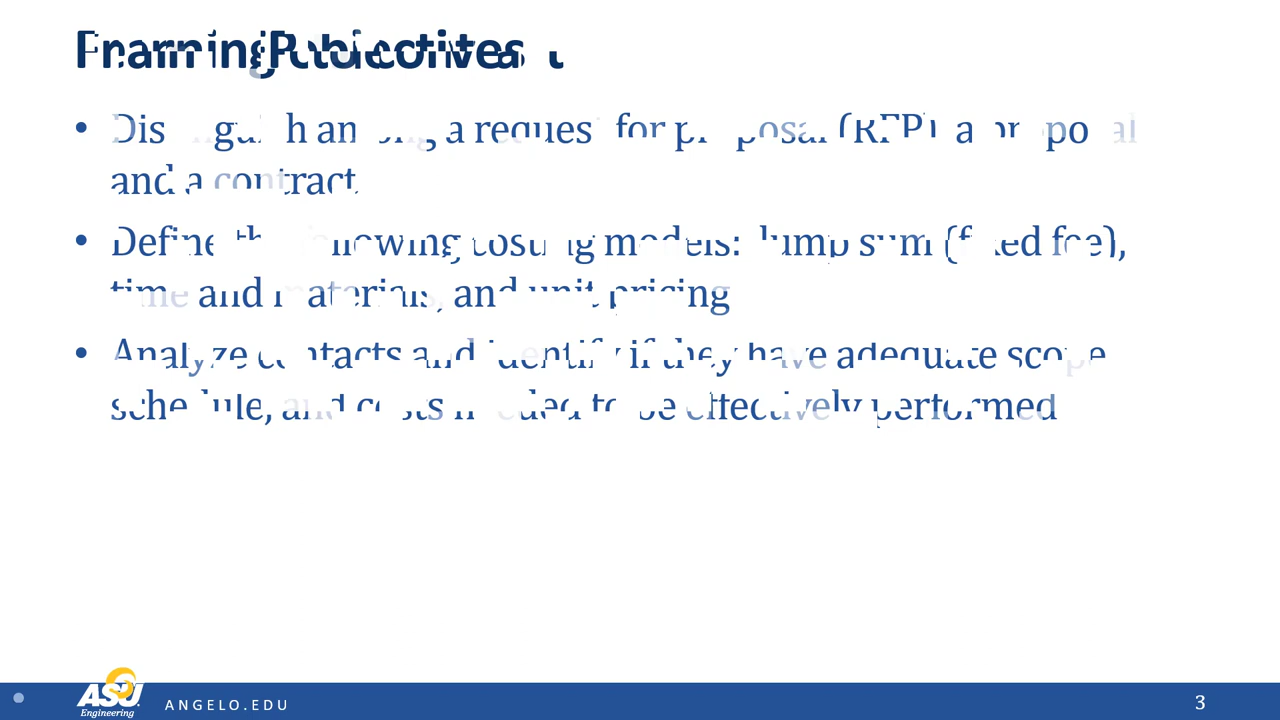 • Distinguish among a request for proposal (RFP), a proposal
and a contract
• Define the following costing models: lump sum (fixed fee),
time and materials, and unit pricing
• Analyze contacts and identify if they have adequate scope
schedule, and costs needed to be effectively performed
ASU
Engineering
ANGELO.EDU
3